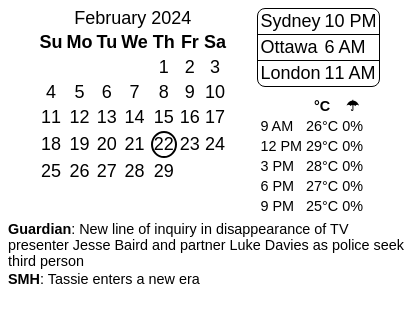 February 2024
Su Mo Tu We Th Fr Sa
1 2 3
4 5 6 7 8 9 10
11 12 13 14 15 16 17
18 19 20 21 22 23 24
25 26 27 28 29
Sydney 10 PM
Ottawa 6 AM
London 11 AM
°C ☂
9 AM 26°C 0%
12 PM 29°C 0%
3 PM 28°C 0%
6 PM 27°C 0%
9 PM 25°C 0%
Guardian: New line of inquiry in disappearance of TV
presenter Jesse Baird and partner Luke Davies as police seek
third person
SMH: Tassie enters a new era